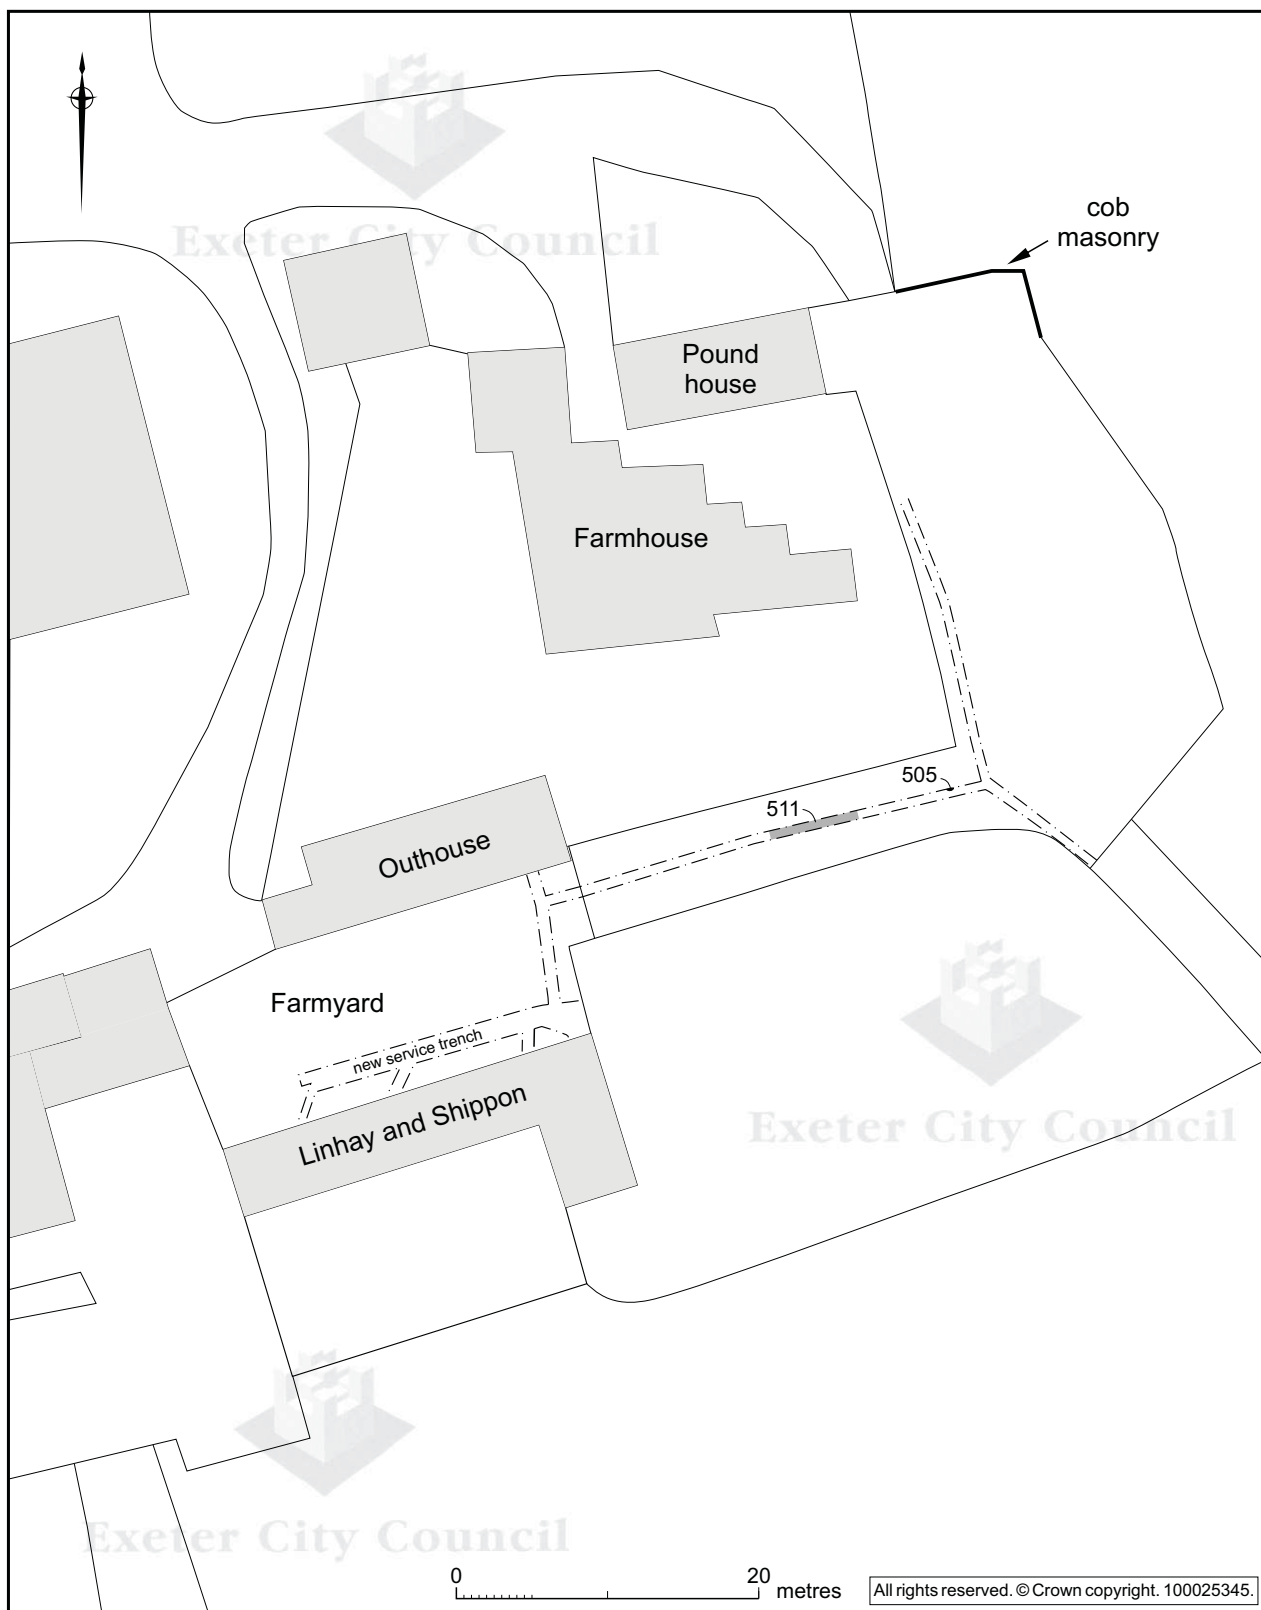 Exeter City Council
cob
masonry
Pound
house
Farmhouse
505
511
Outhouse
Farmyard
new service trench
Linhay and Shippon
Exeter City Council
Exeter City Council
0 20 metres
All rights reserved. © Crown copyright. 100025345.